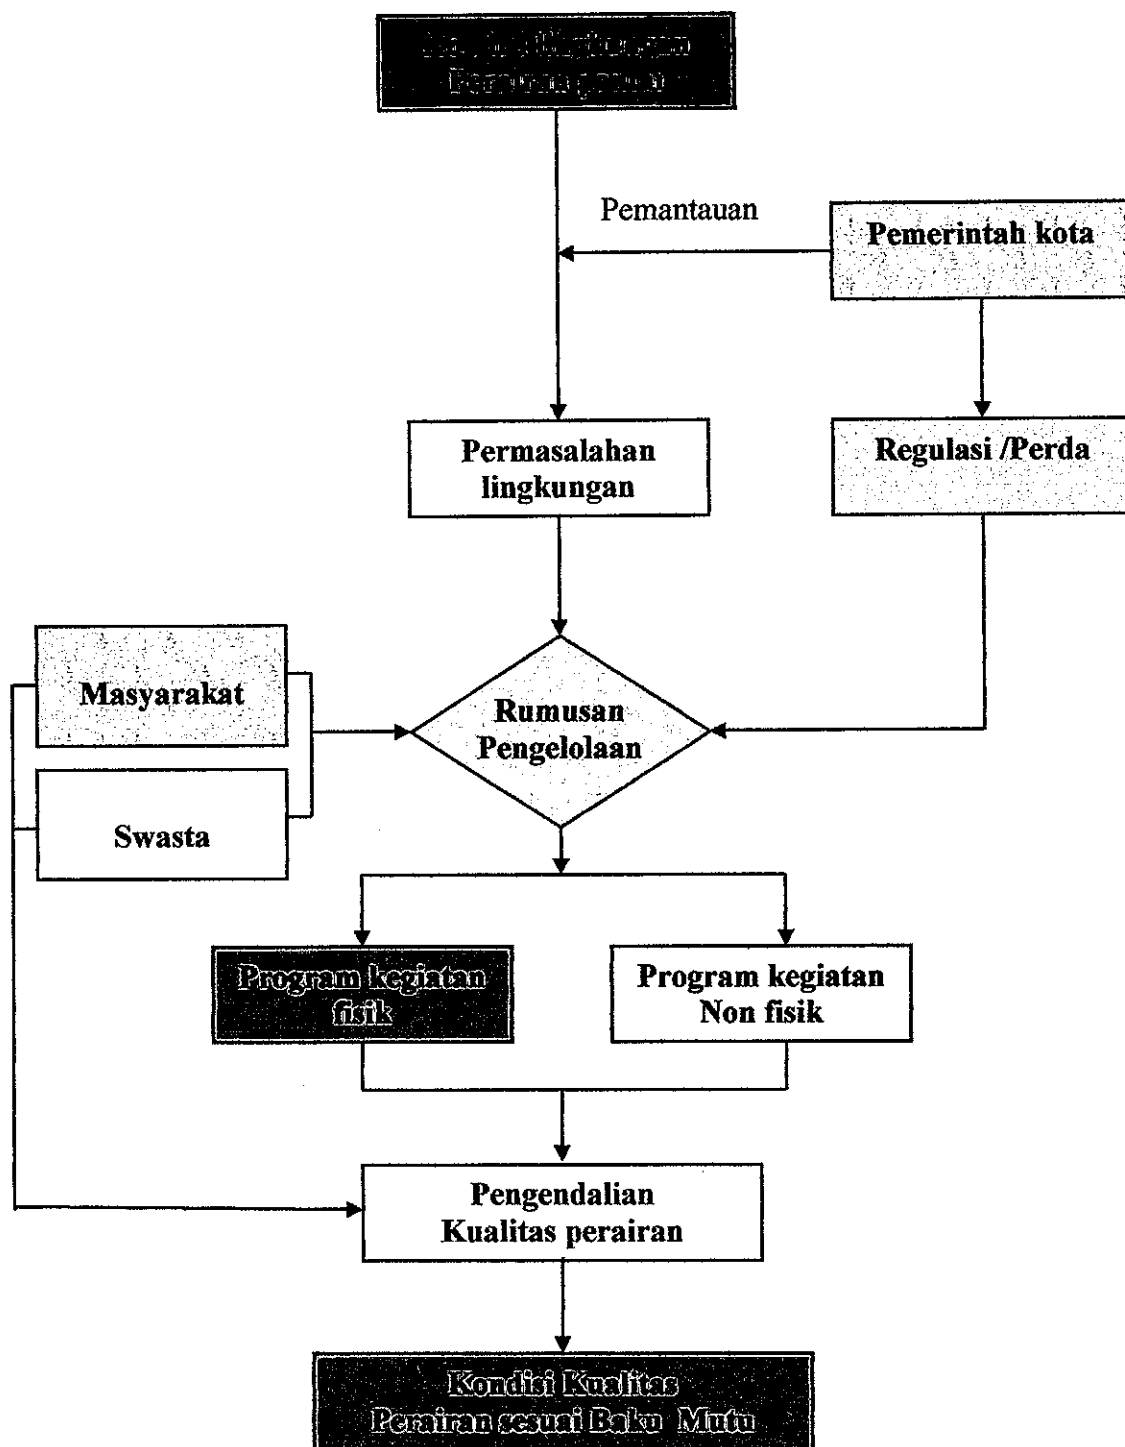 Perairan
Pemantauan
Pemerintah kota
Permasalahan
lingkungan
Regulasi /Perda
Masyarakat
Swasta
Rumusan
Pengelolaan
Program kegiatan
fisik
Program kegiatan
Non fisik
Pengendalian
Kualitas perairan
Kondisi Kualitas
Perairan sesuai Baku Mutu